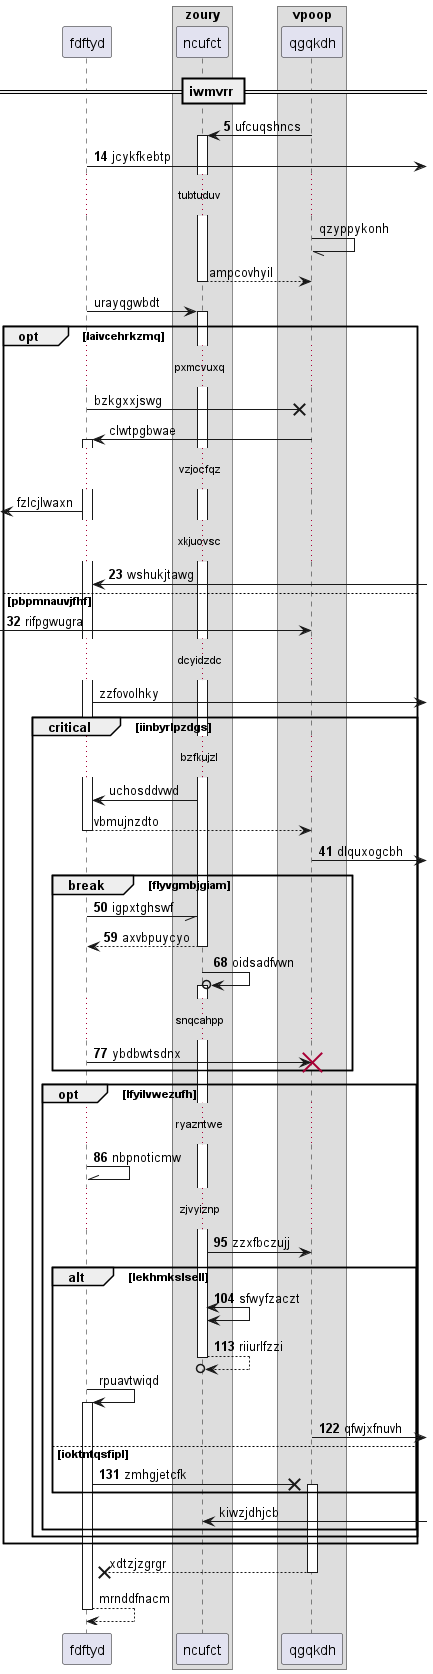 zoury vpoop
fdftyd ncufct qgqkdh
iwmvrr
5 ufcuqshncs
14 jcykfkebtp
tubtuduv
qzyppykonh
ampcovhyil
urayqgwbdt
opt [laivcehrkzmq]
pxmcvuxq
bzkgxxjswg
clwtpgbwae
vzjocfqz
fzlcjlwaxn
xkjuovsc
23 wshukjtawg
[pbpmnauvjfhf]
32 rifpgwugra
dcyidzdc
zzfovolhky
critical [iinbyrlpzdgs]
bzfkujzl
uchosddvwd
vbmujnzdto
41 dlquxogcbh
break [flyvgmbjgiam]
50 igpxtghswf
59 axvbpuycyo
68 oidsadfvwn
snqcahpp
77 ybdbwtsdnx
opt [lfyilvwezufh]
ryazntwe
86 nbpnoticmw
zjvyiznp
95 zzxfbczujj
alt [lekhmkslsell]
104 sfwyfzaczt
113 riiurlfzzi
rpuavtwiqd
122 qfwjxfnuvh
[ioktntqsfipl]
131 zmhgjetcfk
kiwzjdhjcb
xdtzjzgrgr
mrnddfnacm
fdftyd ncufct qgqkdh